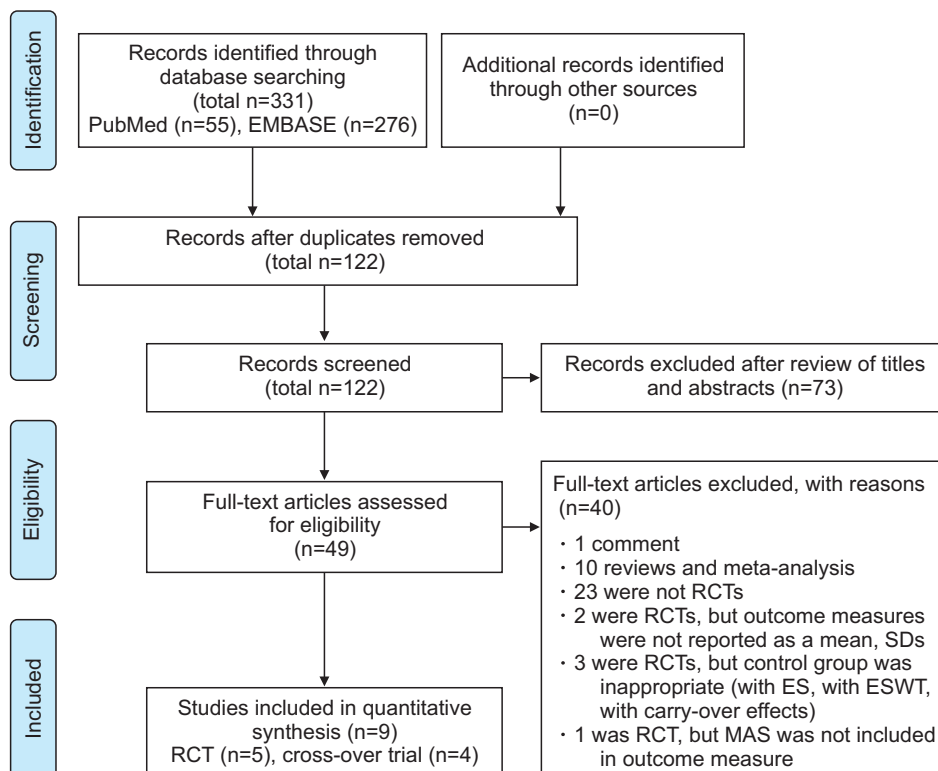 Identification
Records identified through
database searching
(total n=331)
PubMed (n=55), EMBASE (n=276)
Additional records identified
through other sources
(n=0)
Screening
Records after duplicates removed
(total n=122)
Records screened
(total n=122)
Records excluded after review of titles
and abstracts (n=73)
Eligibility
Full-text articles assessed
for eligibility
(n=49)
Full-text articles excluded, with reasons
(n=40)
· 1 comment
· 10 reviews and meta-analysis
· 23 were not RCTs
· 2 were RCTs, but outcome measures
were not reported as a mean, SDs
· 3 were RCTs, but control group was
inappropriate (with ES, with ESWT,
with carry-over effects)
· 1 was RCT, but MAS was not included
in outcome measure
Included
Studies included in quantitative
synthesis (n=9)
RCT (n=5), cross-over trial (n=4)